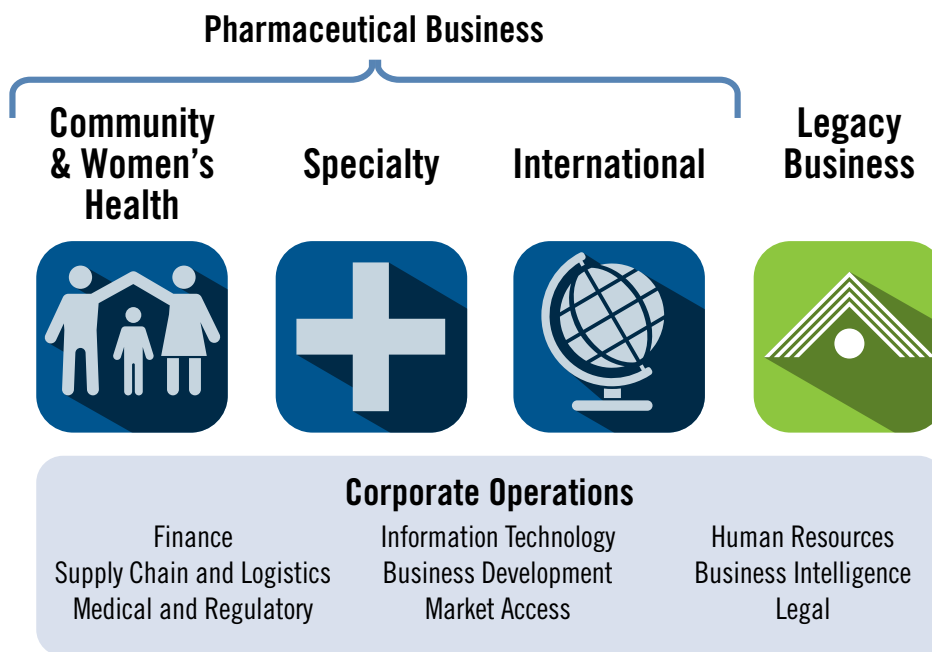 Pharmaceutical Business
Community
& Women's
Health
Specialty
International
Legacy
Business
Corporate Operations
Finance
Supply Chain and Logistics
Medical and Regulatory
Information Technology
Business Development
Market Access
Human Resources
Business Intelligence
Legal